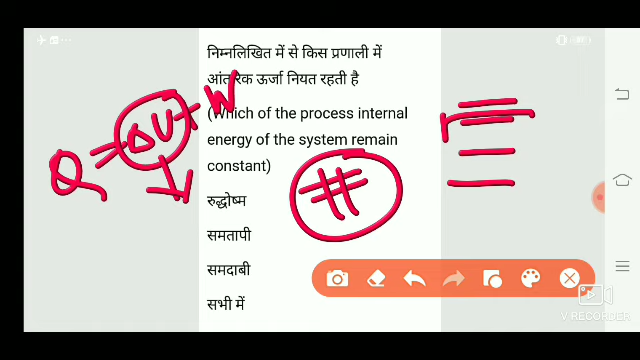 निम्नलिखित में से किस प्रणाली में
आंतरिक ऊर्जा नियत रहती है
(Which of the process internal
energy of the system remain
constant)
Q = ΔU + W
रुद्धोष्म
समतापी
समदाबी
सभी में
V RECORDER